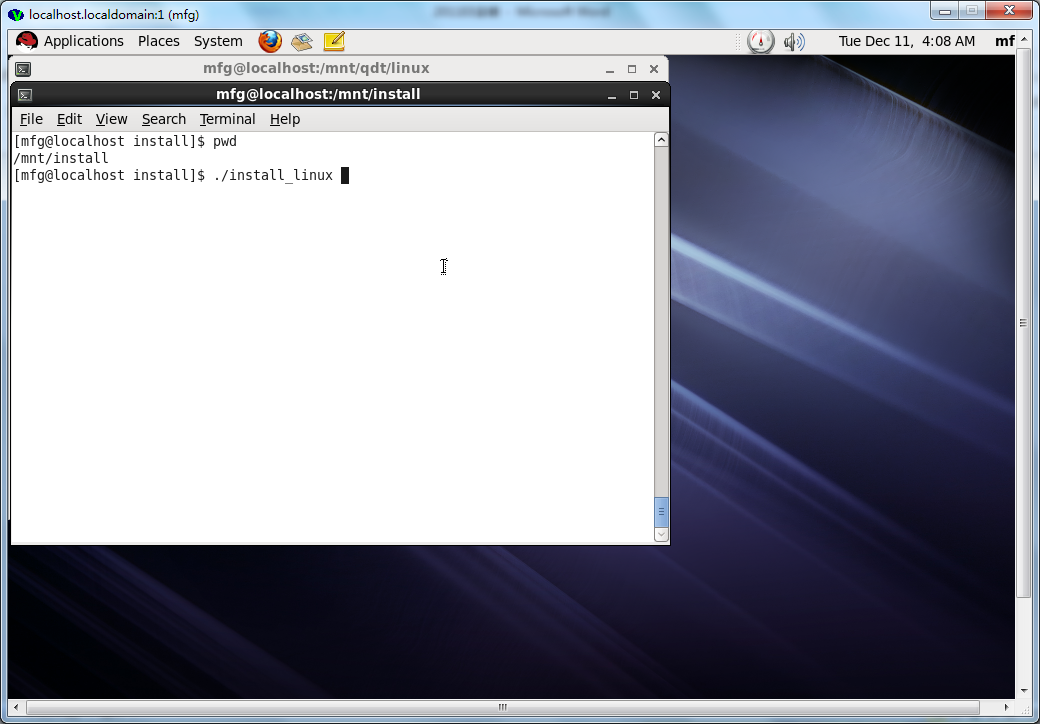 localhost.localdomain:1 (mfg)
Applications Places System Tue Dec 11, 4:08 AM mf
mfg@localhost:/mnt/qdt/linux
mfg@localhost:/mnt/install
File Edit View Search Terminal Help
[mfg@localhost install]$ pwd
/mnt/install
[mfg@localhost install]$ ./install_linux